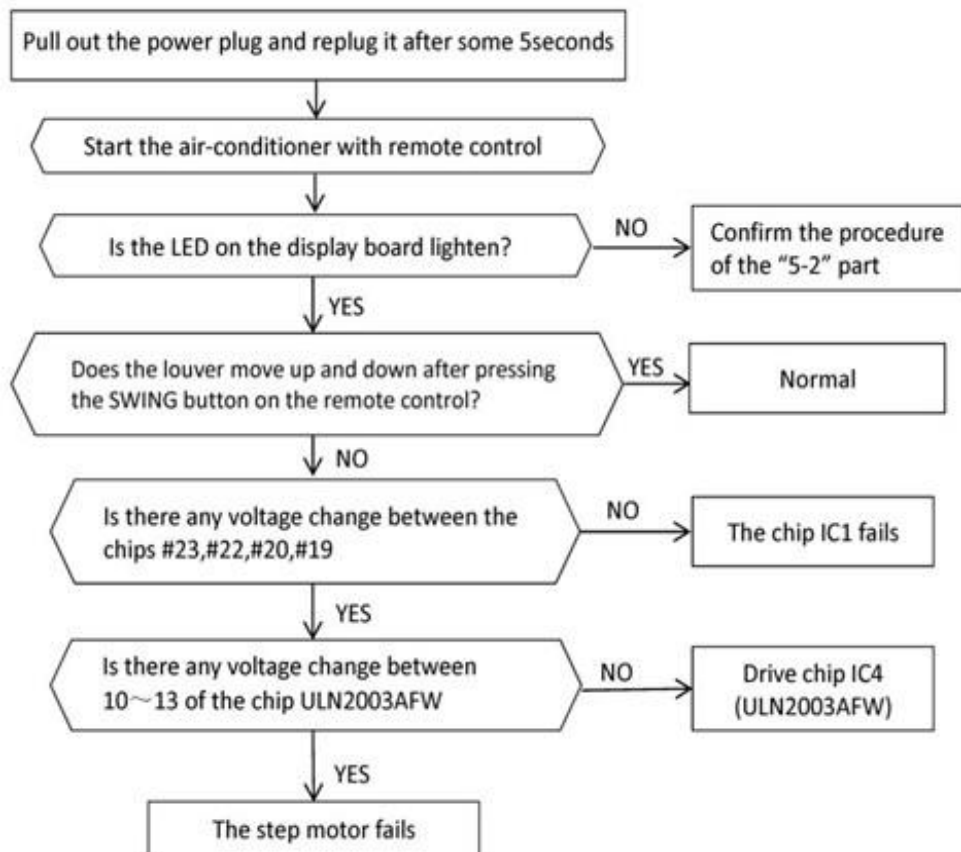 Pull out the power plug and replug it after some 5seconds
Start the air-conditioner with remote control
Is the LED on the display board lighten?
NO
Confirm the procedure
of the “5-2” part
YES
Does the louver move up and down after pressing
the SWING button on the remote control?
YES
Normal
NO
Is there any voltage change between the
chips #23,#22,#20,#19
NO
The chip IC1 fails
YES
Is there any voltage change between
10～13 of the chip ULN2003AFW
NO
Drive chip IC4
(ULN2003AFW)
YES
The step motor fails